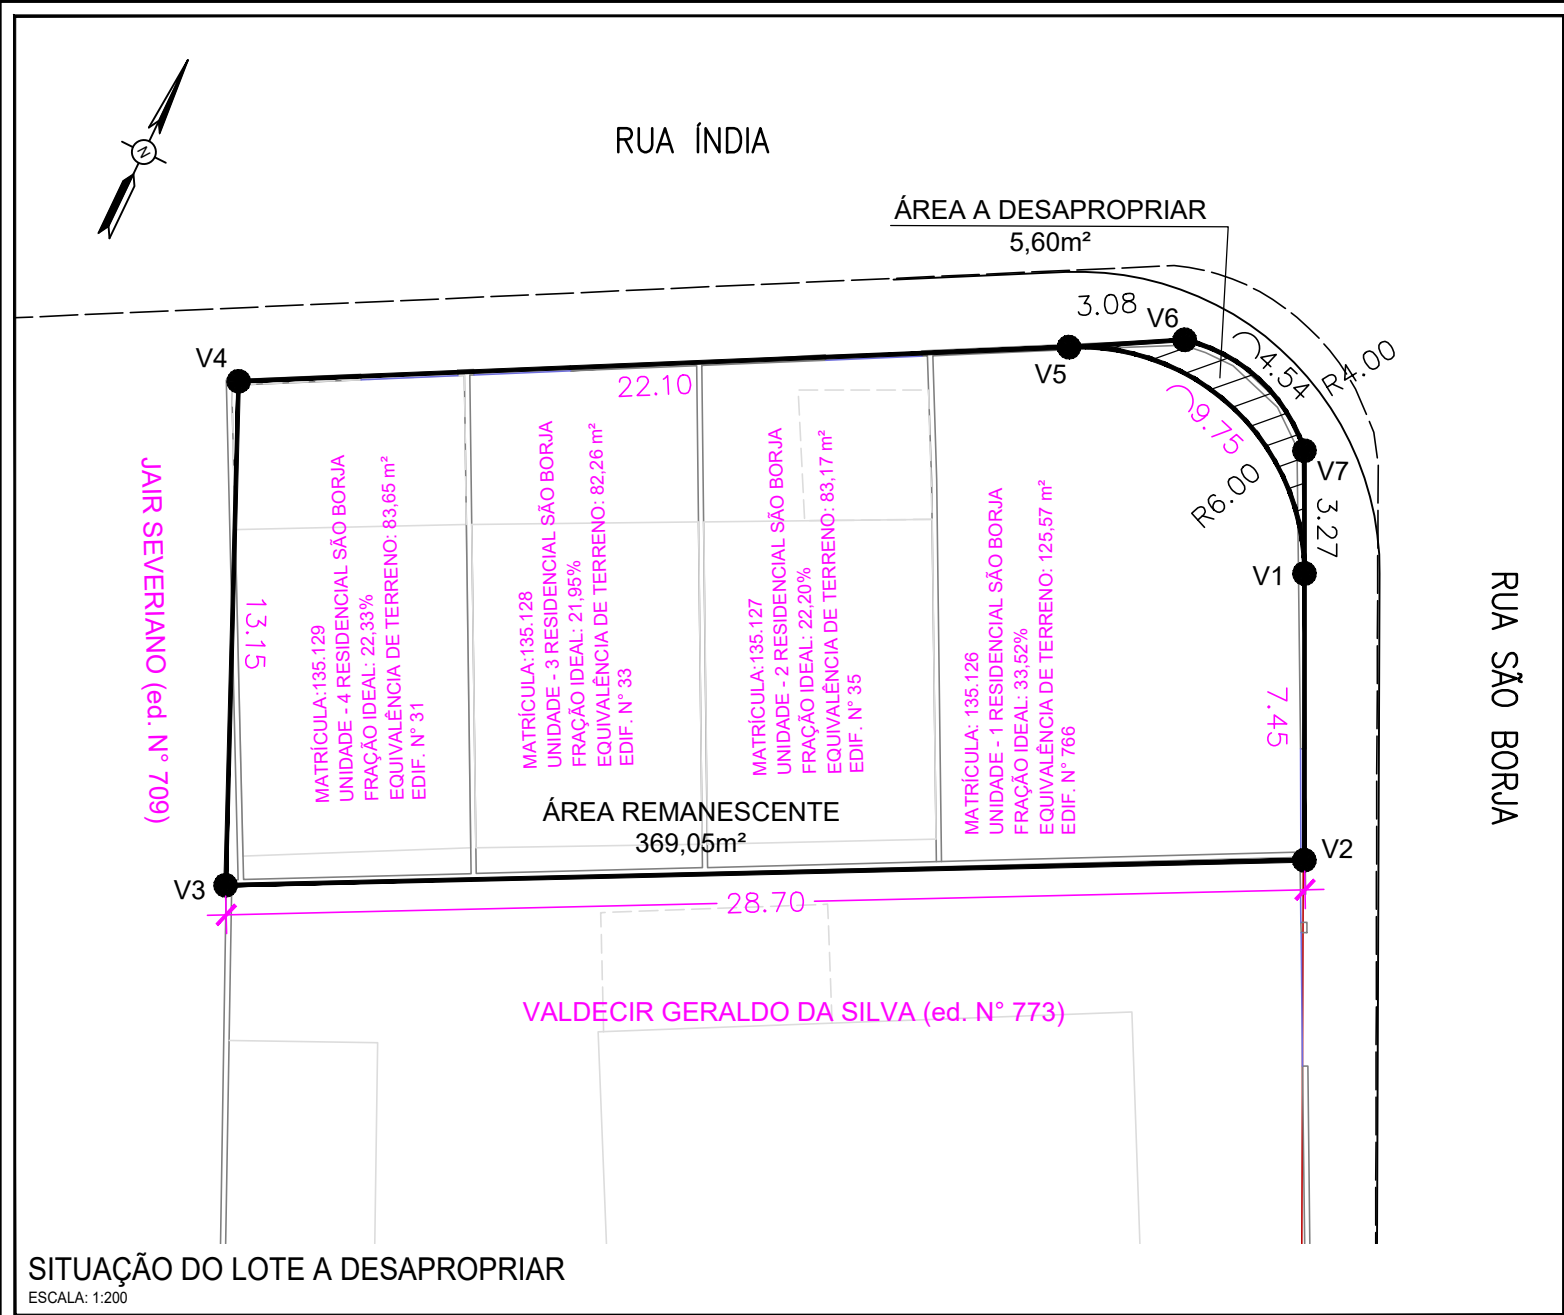 N
RUA ÍNDIA
ÁREA A DESAPROPRIAR
5,60m²
3.08
V6
4.54
R4.00
V4
V5
22.10
9.75
V7
R6.00
3.27
V1
JAIR SEVERIANO (ed. N° 709)
13.15
MATRÍCULA:135.129
UNIDADE - 4 RESIDENCIAL SÃO BORJA
FRAÇÃO IDEAL: 22,33%
EQUIVALÊNCIA DE TERRENO: 83,65 m²
EDIF. N° 31
MATRÍCULA:135.128
UNIDADE - 3 RESIDENCIAL SÃO BORJA
FRAÇÃO IDEAL: 21,95%
EQUIVALÊNCIA DE TERRENO: 82,26 m²
EDIF. N° 33
MATRÍCULA:135.127
UNIDADE - 2 RESIDENCIAL SÃO BORJA
FRAÇÃO IDEAL: 22,20%
EQUIVALÊNCIA DE TERRENO: 83,17 m²
EDIF. N° 35
MATRÍCULA: 135.126
UNIDADE - 1 RESIDENCIAL SÃO BORJA
FRAÇÃO IDEAL: 33,52%
EQUIVALÊNCIA DE TERRENO: 125,57 m²
EDIF. N° 766
7.45
RUA SÃO BORJA
ÁREA REMANESCENTE
369,05m²
V2
V3
28.70
VALDECIR GERALDO DA SILVA (ed. N° 773)
SITUAÇÃO DO LOTE A DESAPROPRIAR
ESCALA: 1:200